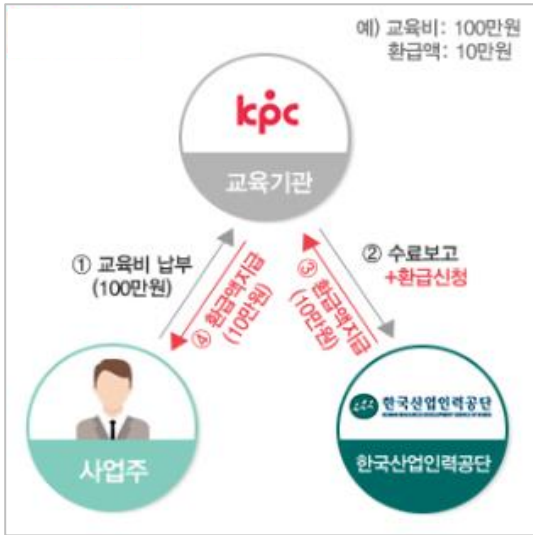 예) 교육비: 100만원
환급액: 10만원
kpc
교육기관
① 교육비 납부
(100만원)
④ 환급액지급
(10만원)
③ 환급액지급
(10만원)
② 수료보고
+환급신청
사업주
한국산업인력공단
한국산업인력공단